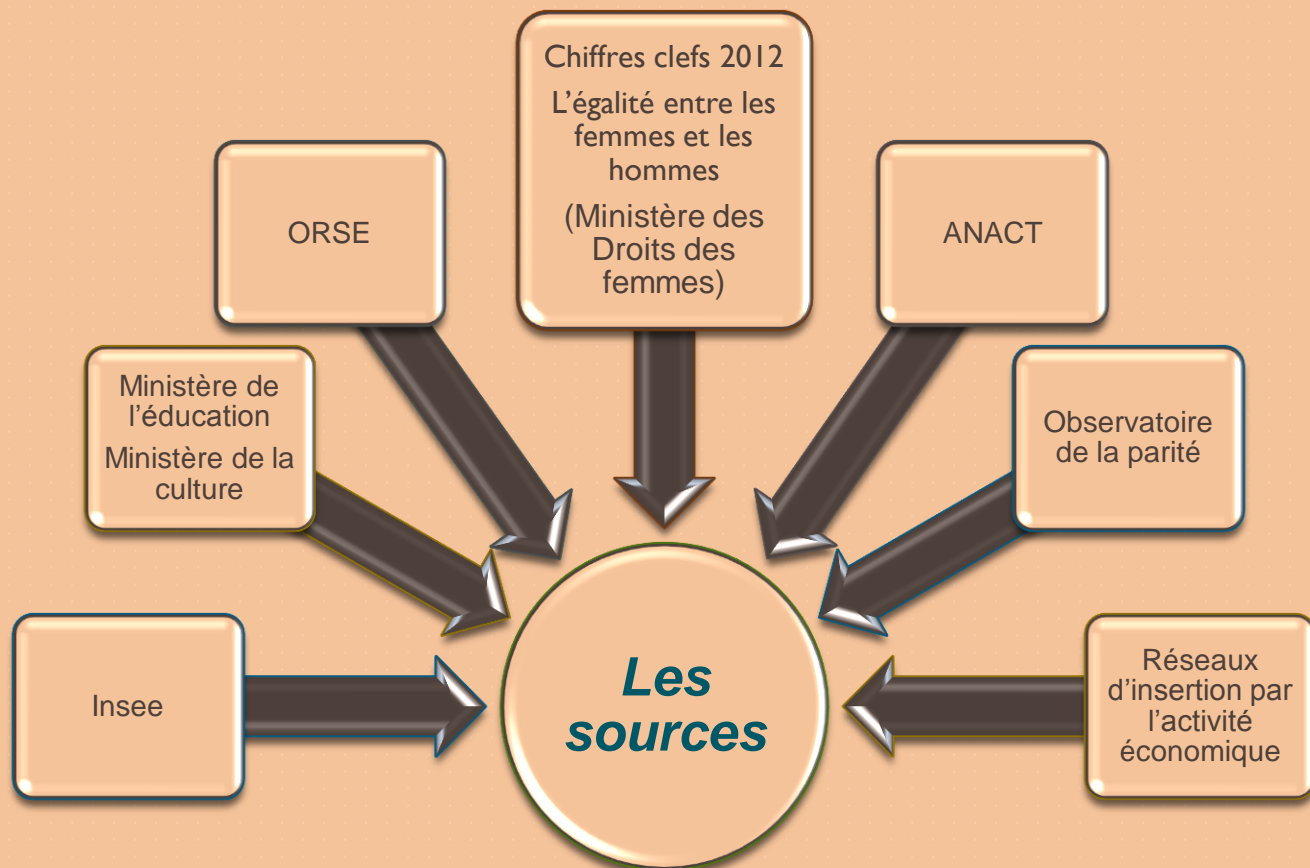 Chiffres clefs 2012
L'égalité entre les
femmes et les
hommes
(Ministère des
Droits des
femmes)
ORSE
ANACT
Ministère de
l'éducation
Ministère de la
culture
Observatoire
de la parité
Insee
Les
sources
Réseaux
d'insertion par
l'activité
économique